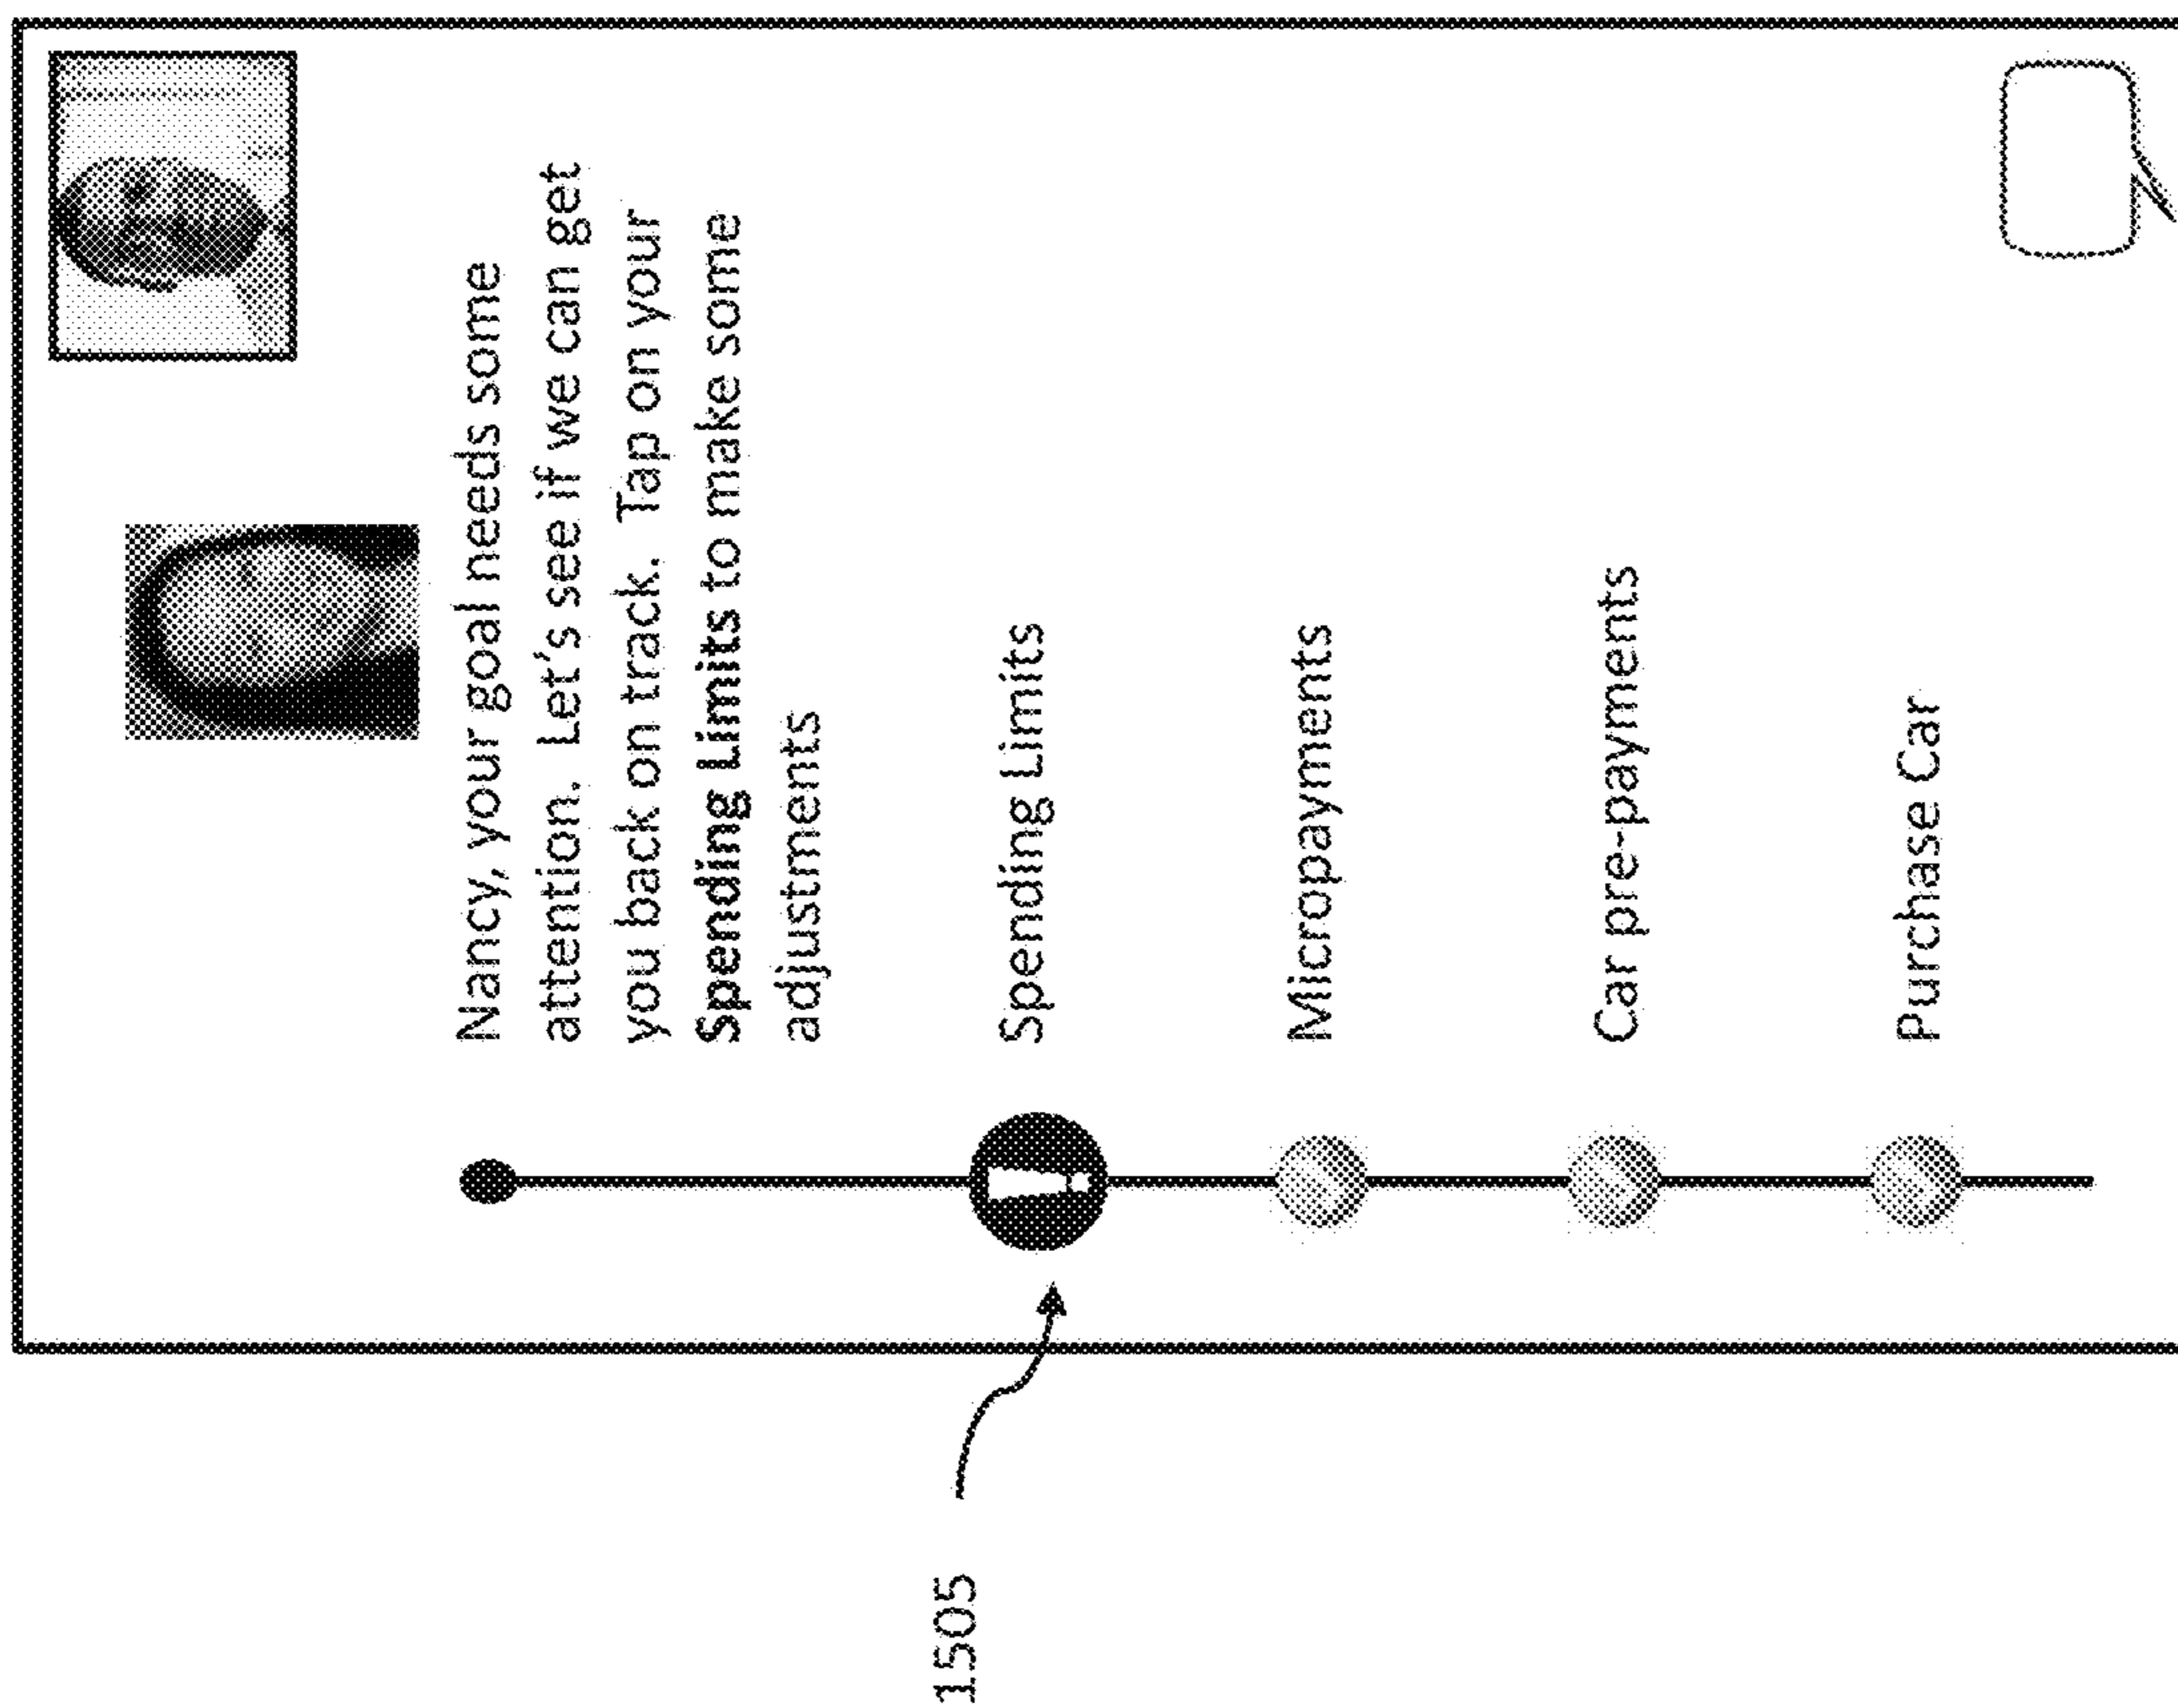 Nancy, your goal needs some
attention. Let's see if we can get
you back on track. Tap on your
Spending Limits to make some
adjustments
Spending Limits
Micropayments
Car pre-payments
Purchase Car
1505